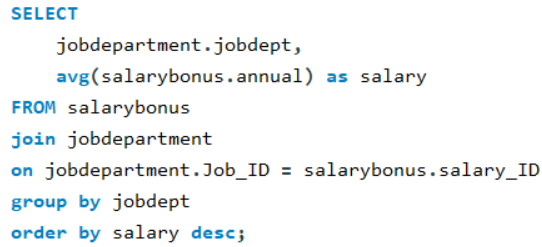 SELECT
jobdepartment.jobdept,
avg(salarybonus.annual) as salary
FROM salarybonus
join jobdepartment
on jobdepartment.Job_ID = salarybonus.salary_ID
group by jobdept
order by salary desc;